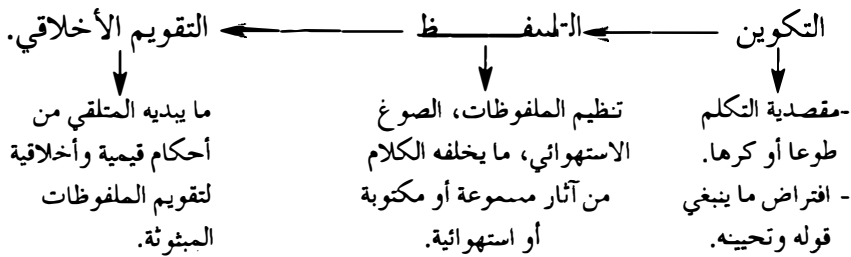 التكوين ← التلفـــــــظ ← التقويم الأخلاقي.
-مقصدية التكلم
طوعا أو كرها.
- افتراض ما ينبغي
قوله وتحيينه.
تنظيم الملفوظات، الصوغ
الاستهوائي، ما يخلفه الكلام
من آثار مسموعة أو مكتوبة
أو استهوائية.
ما يبديه المتلقي من
أحكام قيمية وأخلاقية
لتقويم الملفوظات
المبثوثة.